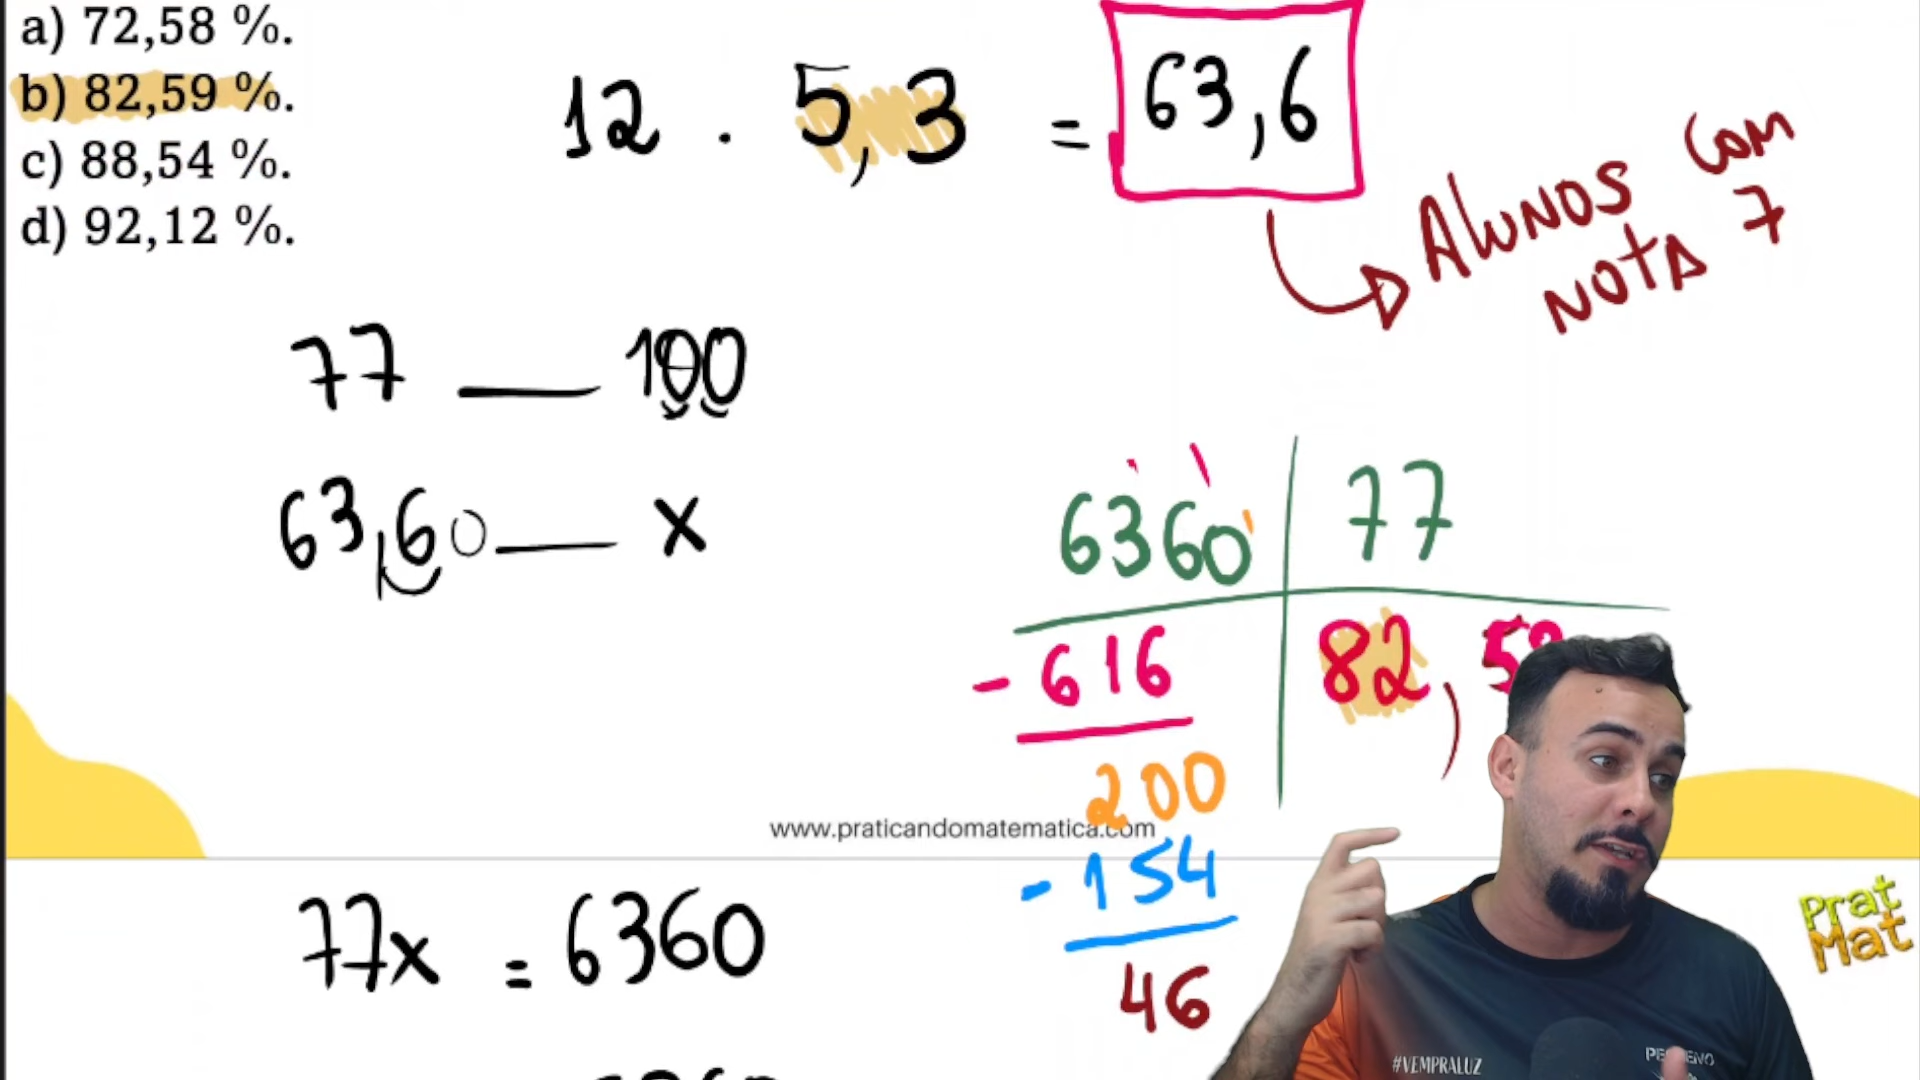 a) 72,58 %.
b) 82,59 %.
c) 88,54 %.
d) 92,12 %.
12 . 5,3 = 63,6
Alunos com
nota 7
77 — 100
63,60 — x
6360 | 77
- 616
82,5
200
- 154
46
www.praticandomatematica.com
77x = 6360
Prat
Mat
#VEMPRALUZ